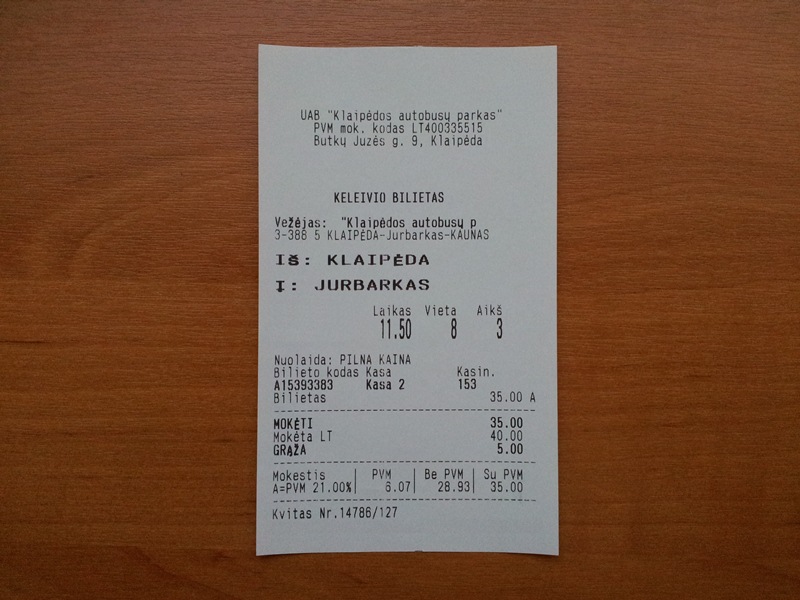 UAB "Klaipėdos autobusų parkas"
PVM mok. kodas LT400335515
Butkų Juzės g. 9, Klaipėda
KELEIVIO BILIETAS
Vežėjas: "Klaipėdos autobusų p
3-388 5 KLAIPĖDA-Jurbarkas-KAUNAS
IŠ: KLAIPĖDA
Į: JURBARKAS
Laikas Vieta Aikš
11.50 8 3
Nuolaida: PILNA KAINA
Bilieto kodas Kasa Kasin.
A15393383 Kasa 2 153
Bilietas 35.00 A
MOKĖTI 35.00
Mokėta LT 40.00
GRĄŽA 5.00
Mokestis | PVM | Be PVM | Su PVM
A=PVM 21.00%| 6.07| 28.93| 35.00
Kvitas Nr.14786/127